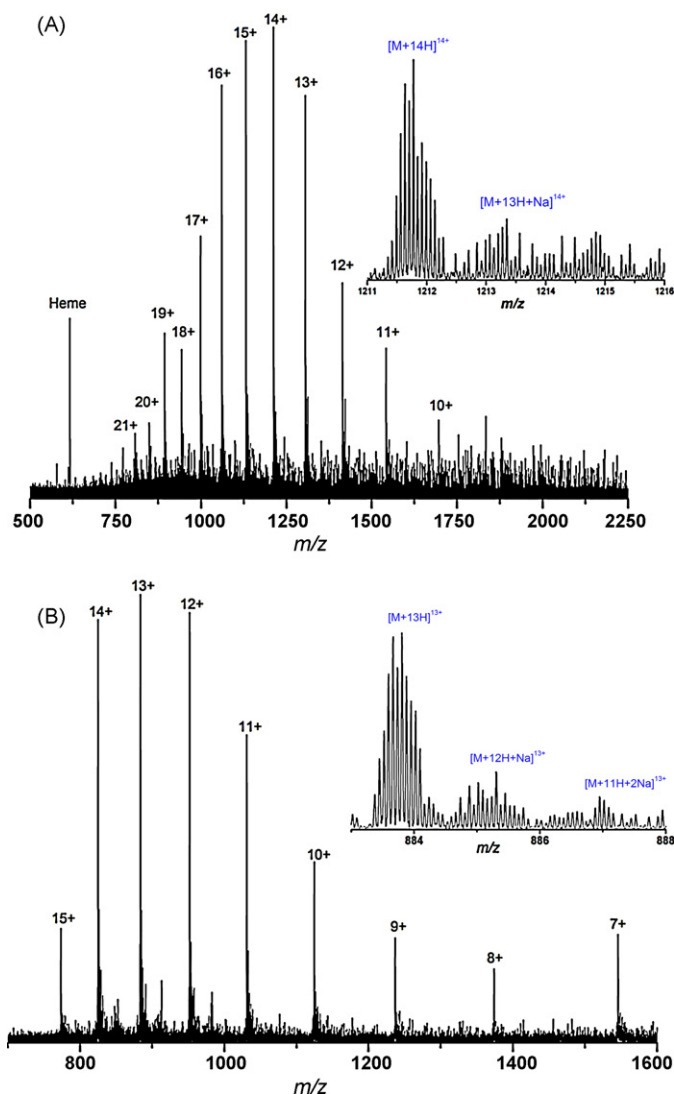 (A)
14+
15+
16+
13+
17+
12+
Heme
19+
18+
11+
20+
21+
10+
[M+14H]14+
[M+13H+Na]14+
1211 1212 1213 1214 1215 1216
m/z
500 750 1000 1250 1500 1750 2000 2250
m/z
(B)
13+
14+
12+
11+
10+
15+
9+
8+
7+
[M+13H]13+
[M+12H+Na]13+
[M+11H+2Na]13+
884 886 888
m/z
800 1000 1200 1400 1600
m/z